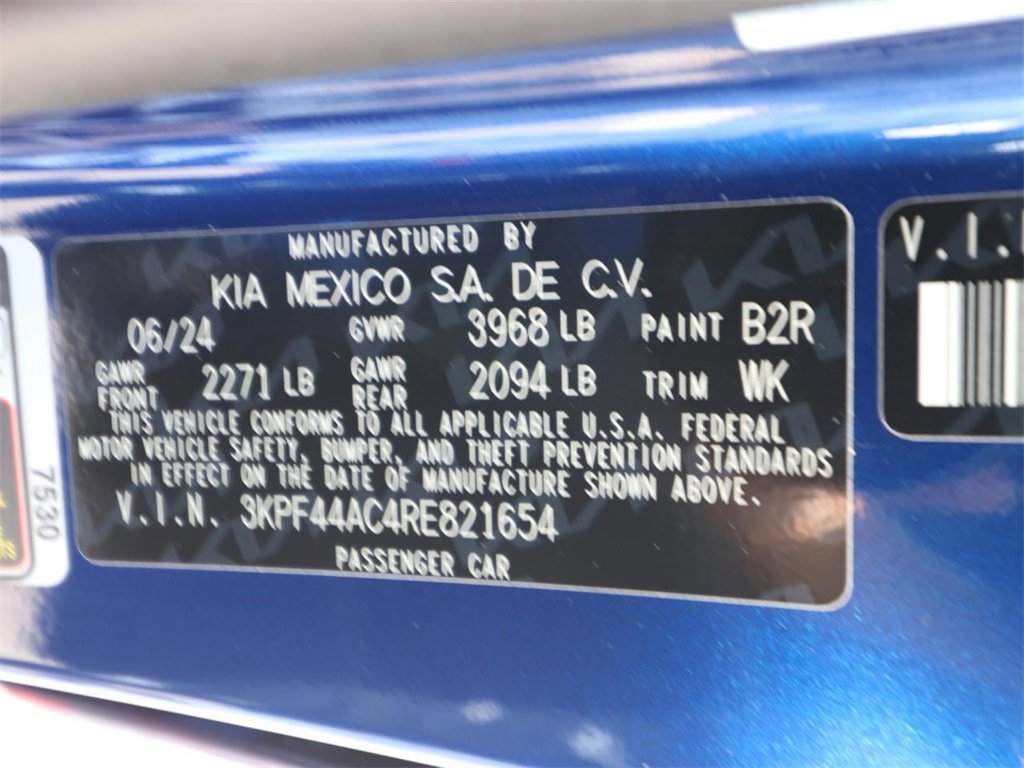 MANUFACTURED BY
KIA MEXICO S.A. DE C.V.
06/24 GVWR 3968 LB PAINT B2R
GAWR FRONT 2271 LB GAWR REAR 2094 LB TRIM WK
THIS VEHICLE CONFORMS TO ALL APPLICABLE U.S.A. FEDERAL
MOTOR VEHICLE SAFETY, BUMPER, AND THEFT PREVENTION STANDARDS
IN EFFECT ON THE DATE OF MANUFACTURE SHOWN ABOVE.
V.I.N. 3KPF44AC4RE821654
PASSENGER CAR
7530
V.I.